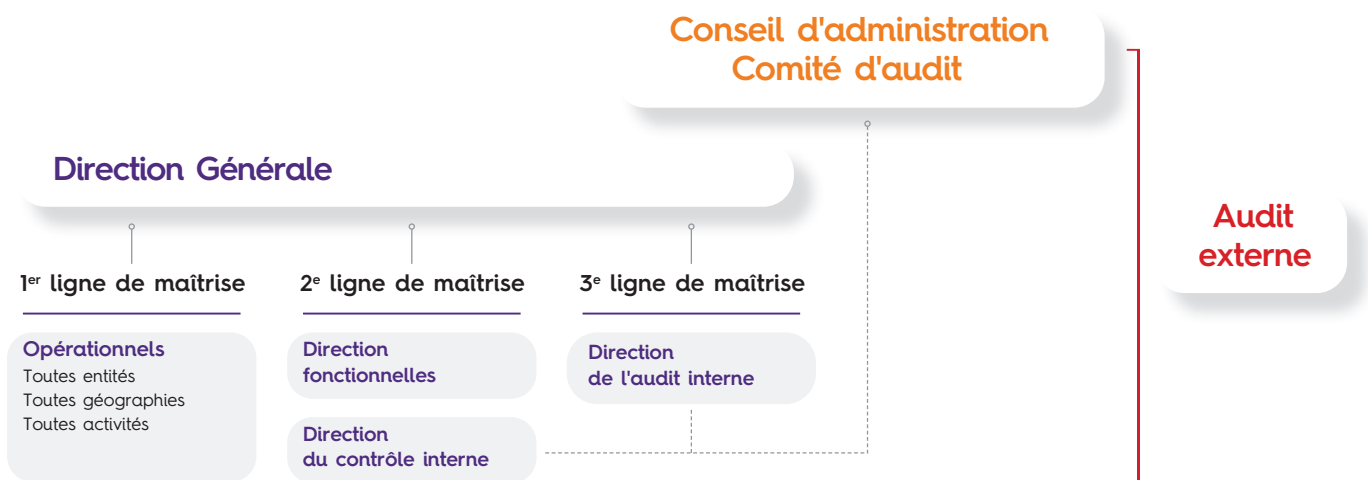 Conseil d'administration
Comité d'audit
Direction Générale
Audit
externe
1er ligne de maîtrise
Opérationnels
Toutes entités
Toutes géographies
Toutes activités
2e ligne de maîtrise
Direction
fonctionnelles
Direction
du contrôle interne
3e ligne de maîtrise
Direction
de l'audit interne